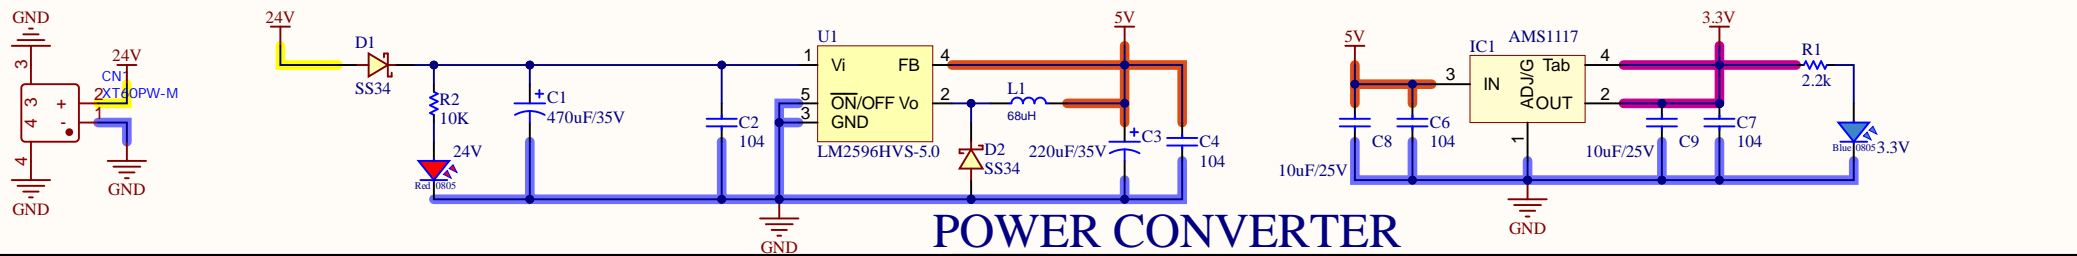 GND
3
24V
CN1
XT60PW-M
3
+
2
1
4
-
4
GND
GND
24V
D1
SS34
R2
10K
24V
Red 0805
C1
+
470uF/35V
C2
104
U1
1
Vi
FB
4
5
ON/OFF
Vo
2
3
GND
LM2596HVS-5.0
GND
L1
68uH
D2
SS34
5V
+
C3
220uF/35V
C4
104
POWER CONVERTER
5V
C8
10uF/25V
C6
104
IC1
AMS1117
3
IN
ADJ/G
Tab
4
OUT
2
1
GND
3.3V
C9
10uF/25V
C7
104
R1
2.2k
Blue 0805
3.3V